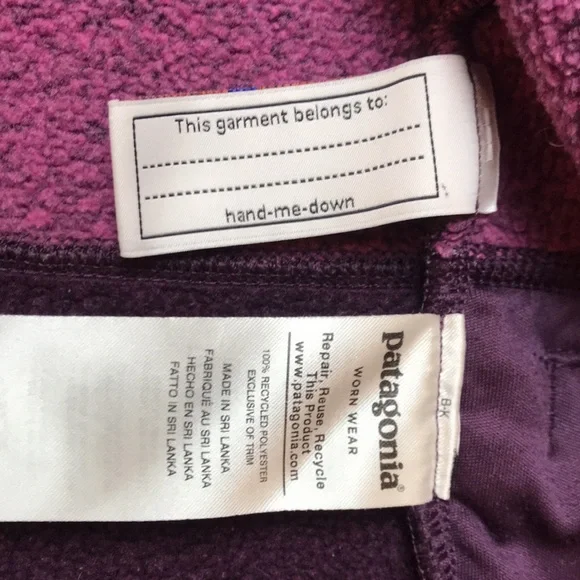 This garment belongs to:
hand-me-down
patagonia®
WORN WEAR
Repair, Reuse, Recycle
This Product
www.patagonia.com
100% RECYCLED POLYESTER
EXCLUSIVE OF TRIM
MADE IN SRI LANKA
FABRIQUÉ AU SRI LANKA
HECHO EN SRI LANKA
FATTO IN SRI LANKA